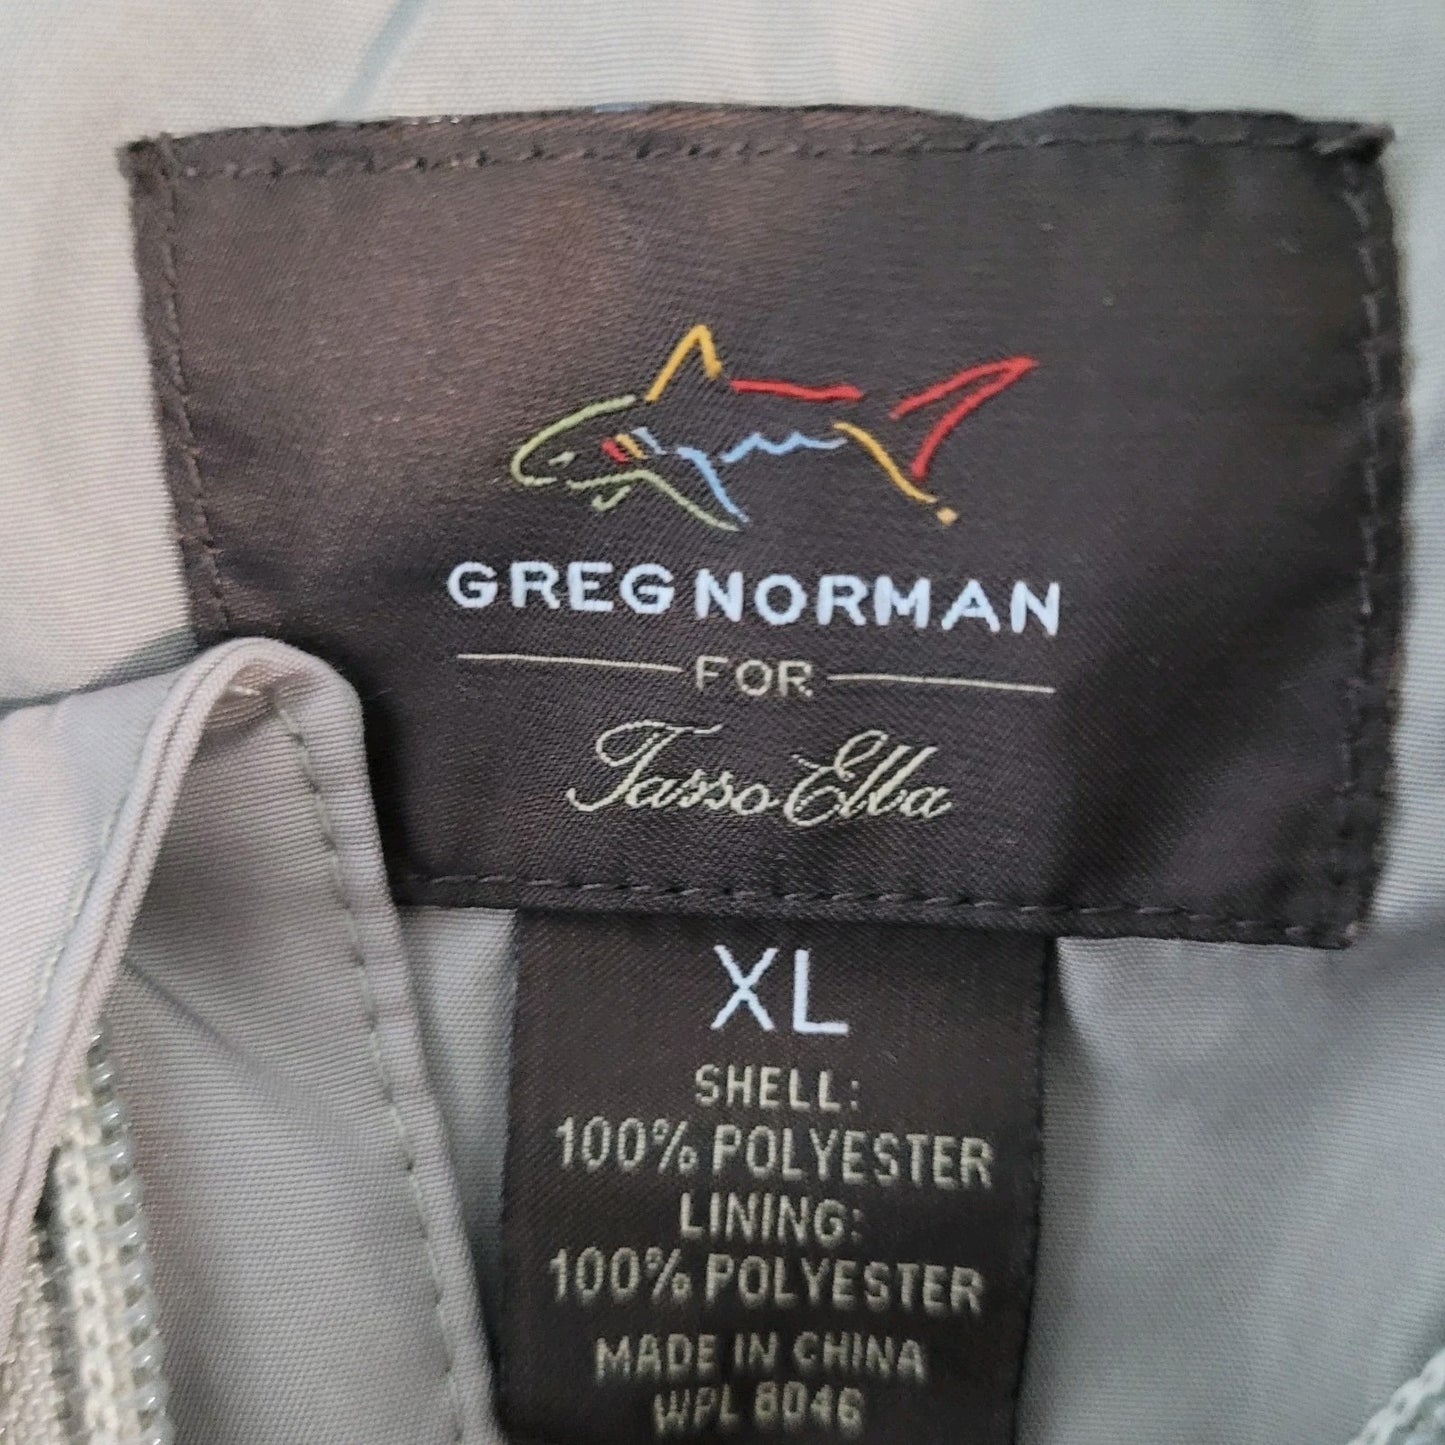 GREG NORMAN
FOR
Tasso Elba
XL
SHELL:
100% POLYESTER
LINING:
100% POLYESTER
MADE IN CHINA
WPL 8046